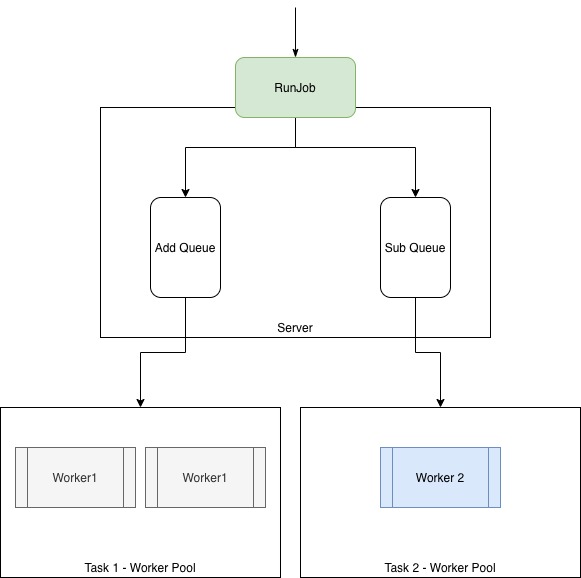 RunJob
Add Queue
Sub Queue
Server
Worker1
Worker1
Worker 2
Task 1 - Worker Pool
Task 2 - Worker Pool